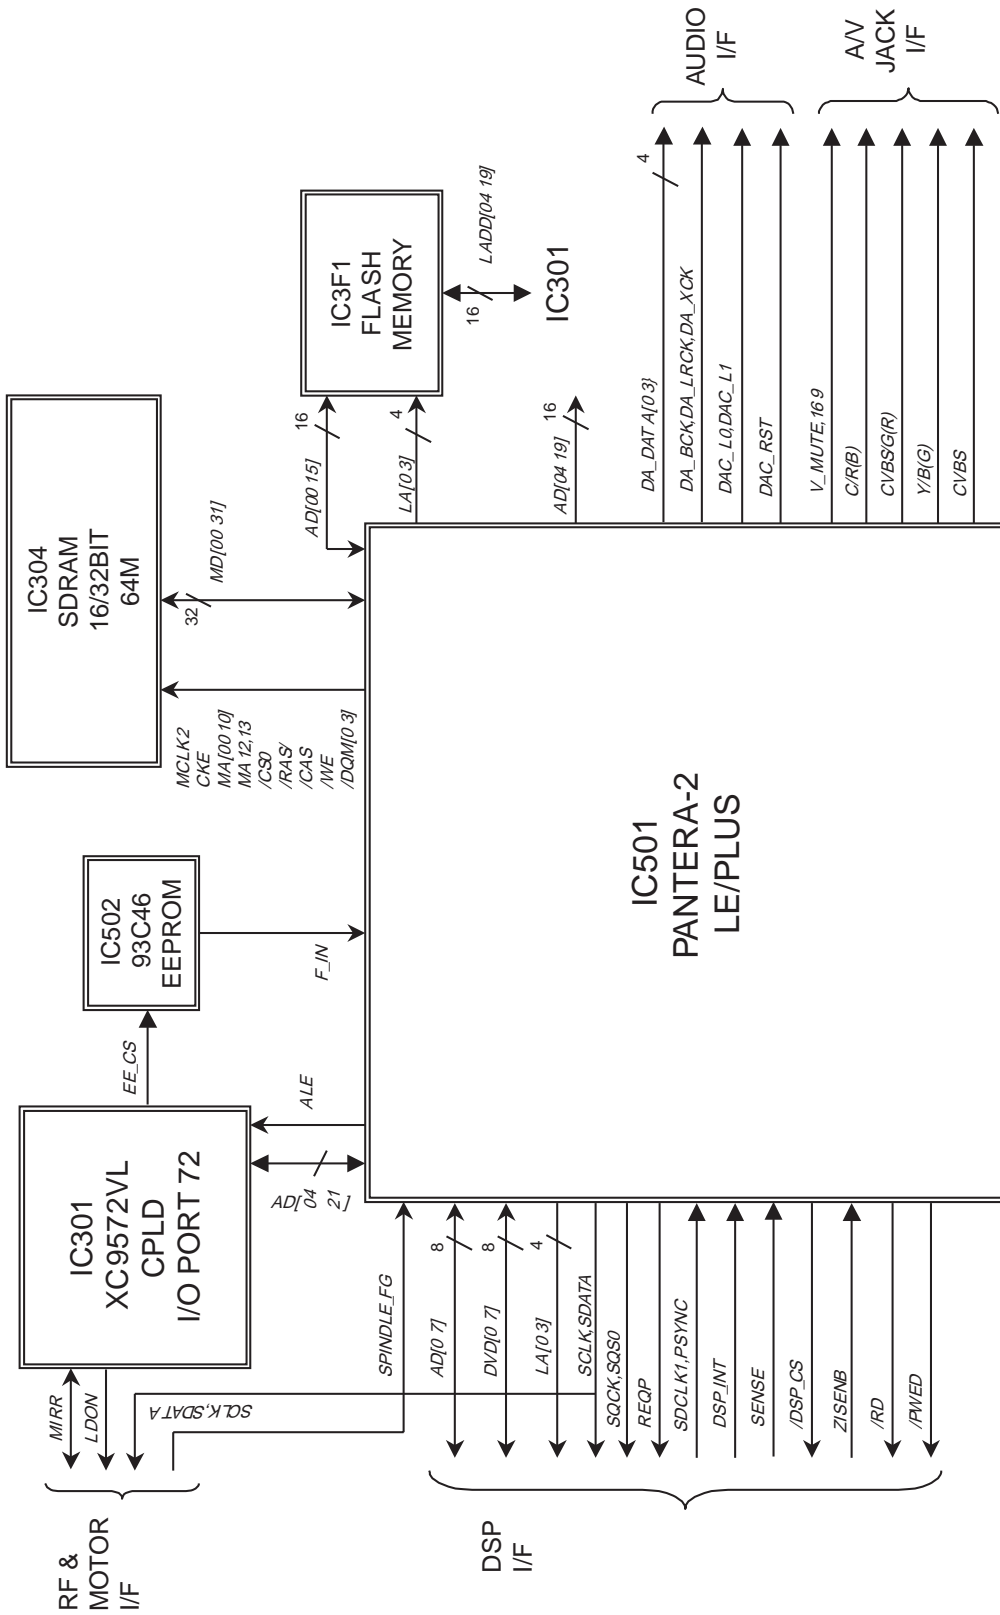 RF &
MOTOR
I/F
MIRR
LDON
SCLK,SDATA
IC301
XC9572VL
CPLD
I/O PORT 72
EE_CS
IC502
93C46
EEPROM
IC304
SDRAM
16/32BIT
64M
AD[04
21]
ALE
F_IN
MCLK2
CKE
MA[00 10]
MA 12,13
/CS0
/RAS/
/CAS
/WE
/DQM[0 3]
32
MD[00 31]
IC3F1
FLASH
MEMORY
AD[00 15]
16
LA[0 3]
4
16
LADD[04 19]
IC301
AD[04 19]
16
IC501
PANTERA-2
LE/PLUS
DSP
I/F
SPINDLE_FG
AD[0 7]
8
DVD[0 7]
8
LA[0 3]
4
SCLK,SDATA
SQCK,SQS0
REQP
SDCLK1,PSYNC
DSP_INT
SENSE
/DSP_CS
ZISENB
/RD
/PWED
DA_DAT A[0 3}
4
DA_BCK,DA_LRCK,DA_XCK
DAC_L0,DAC_L1
DAC_RST
AUDIO
I/F
V_MUTE,16 9
C/R(B)
CVBS/G(R)
Y/B(G)
CVBS
A/V
JACK
I/F